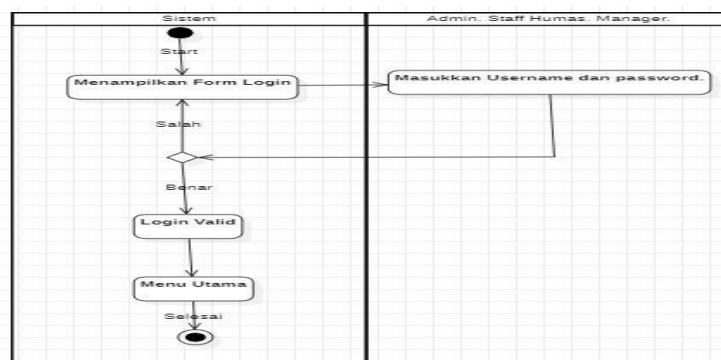 Sistem
Admin. Staff Humas. Manager.
Start
Menampilkan Form Login
Masukkan Username dan password.
Salah
Benar
Login Valid
Menu Utama
Selesai